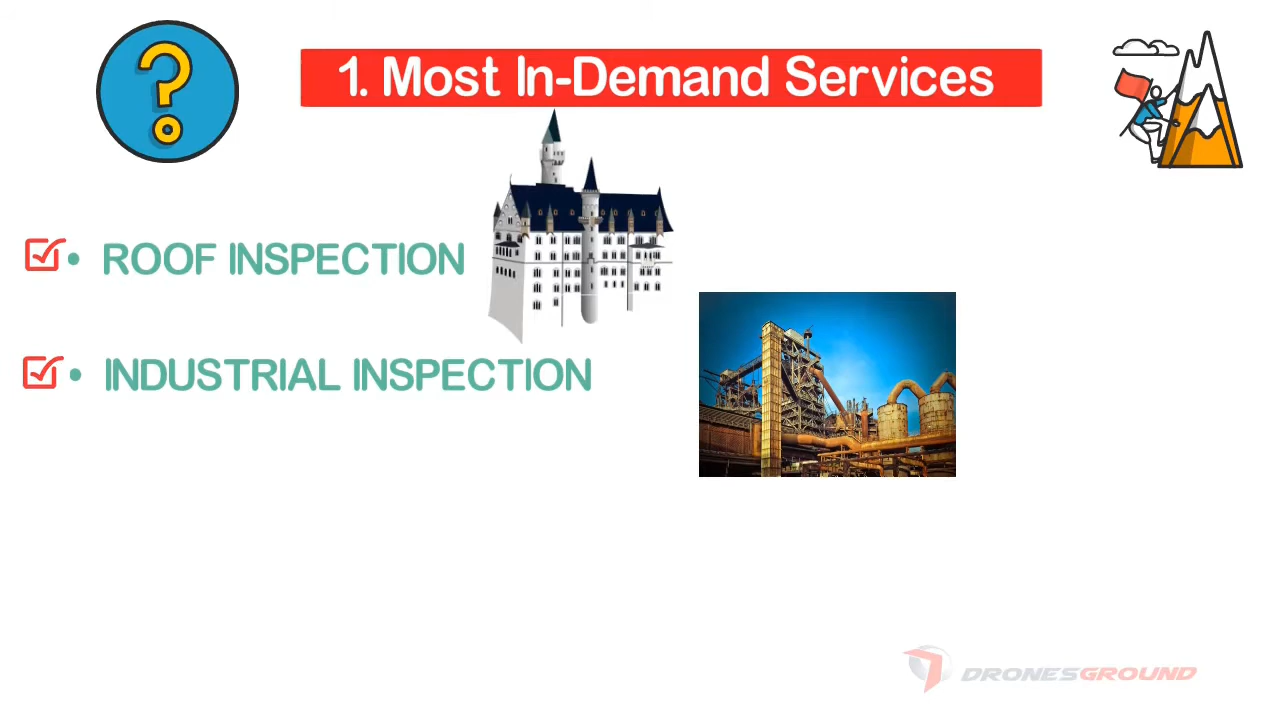 1. Most In-Demand Services
• ROOF INSPECTION
• INDUSTRIAL INSPECTION
DRONESGROUND